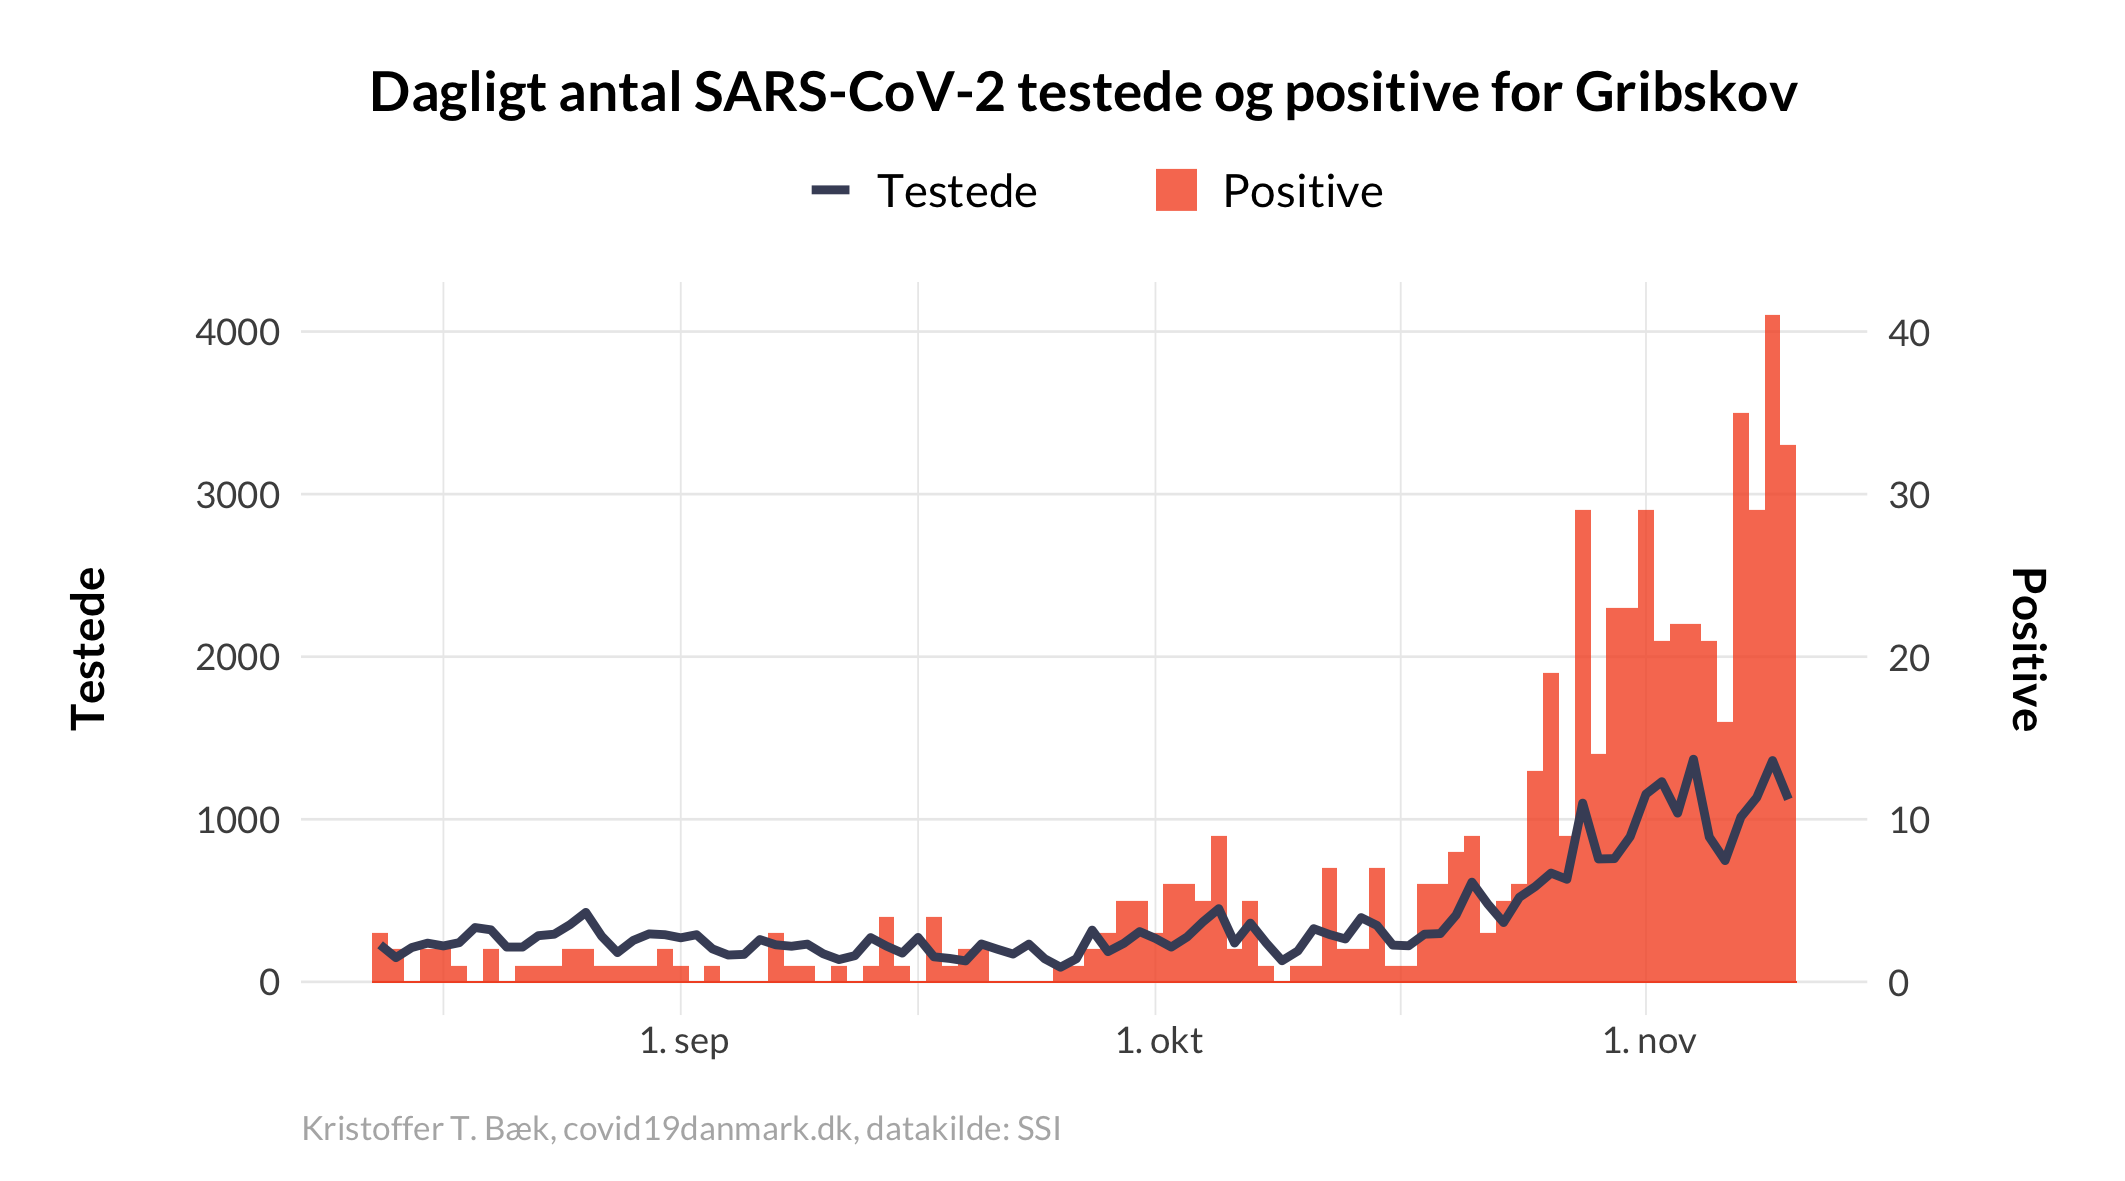 Dagligt antal SARS-CoV-2 testede og positive for Gribskov
Testede
Positive
4000
3000
2000
1000
0
40
30
20
10
0
Testede
Positive
1. sep
1. okt
1. nov
Kristoffer T. Bæk, covid19danmark.dk, datakilde: SSI